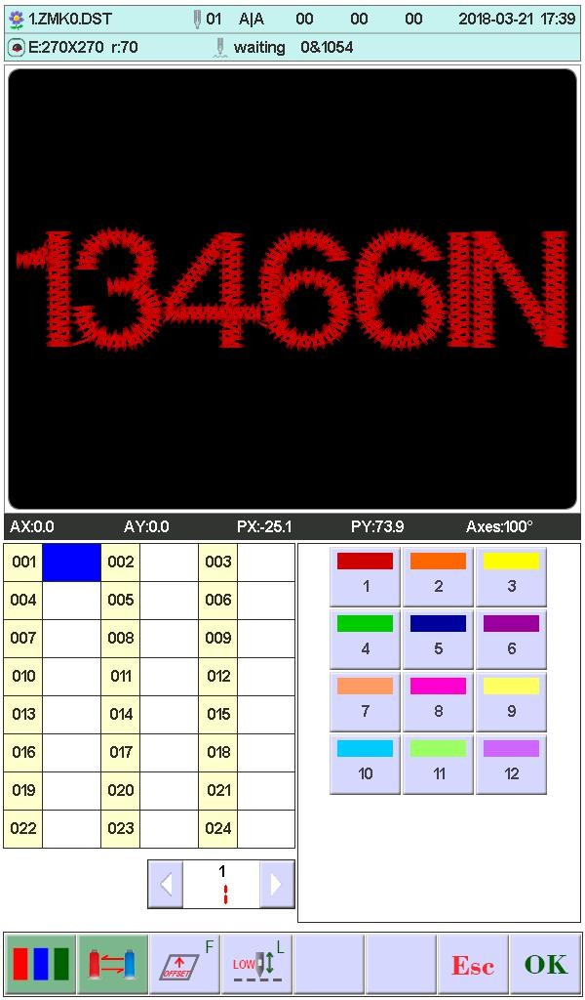 1.ZMK0.DST 01 A|A 00 00 00 2018-03-21 17:39
E:270X270 r:70 waiting 0&1054
13466IN
AX:0.0 AY:0.0 PX:-25.1 PY:73.9 Axes:100°
001 002 003
004 005 006
007 008 009
010 011 012
013 014 015
016 017 018
019 020 021
022 023 024
1
1 2 3
4 5 6
7 8 9
10 11 12
OFFSET F LOW L Esc OK